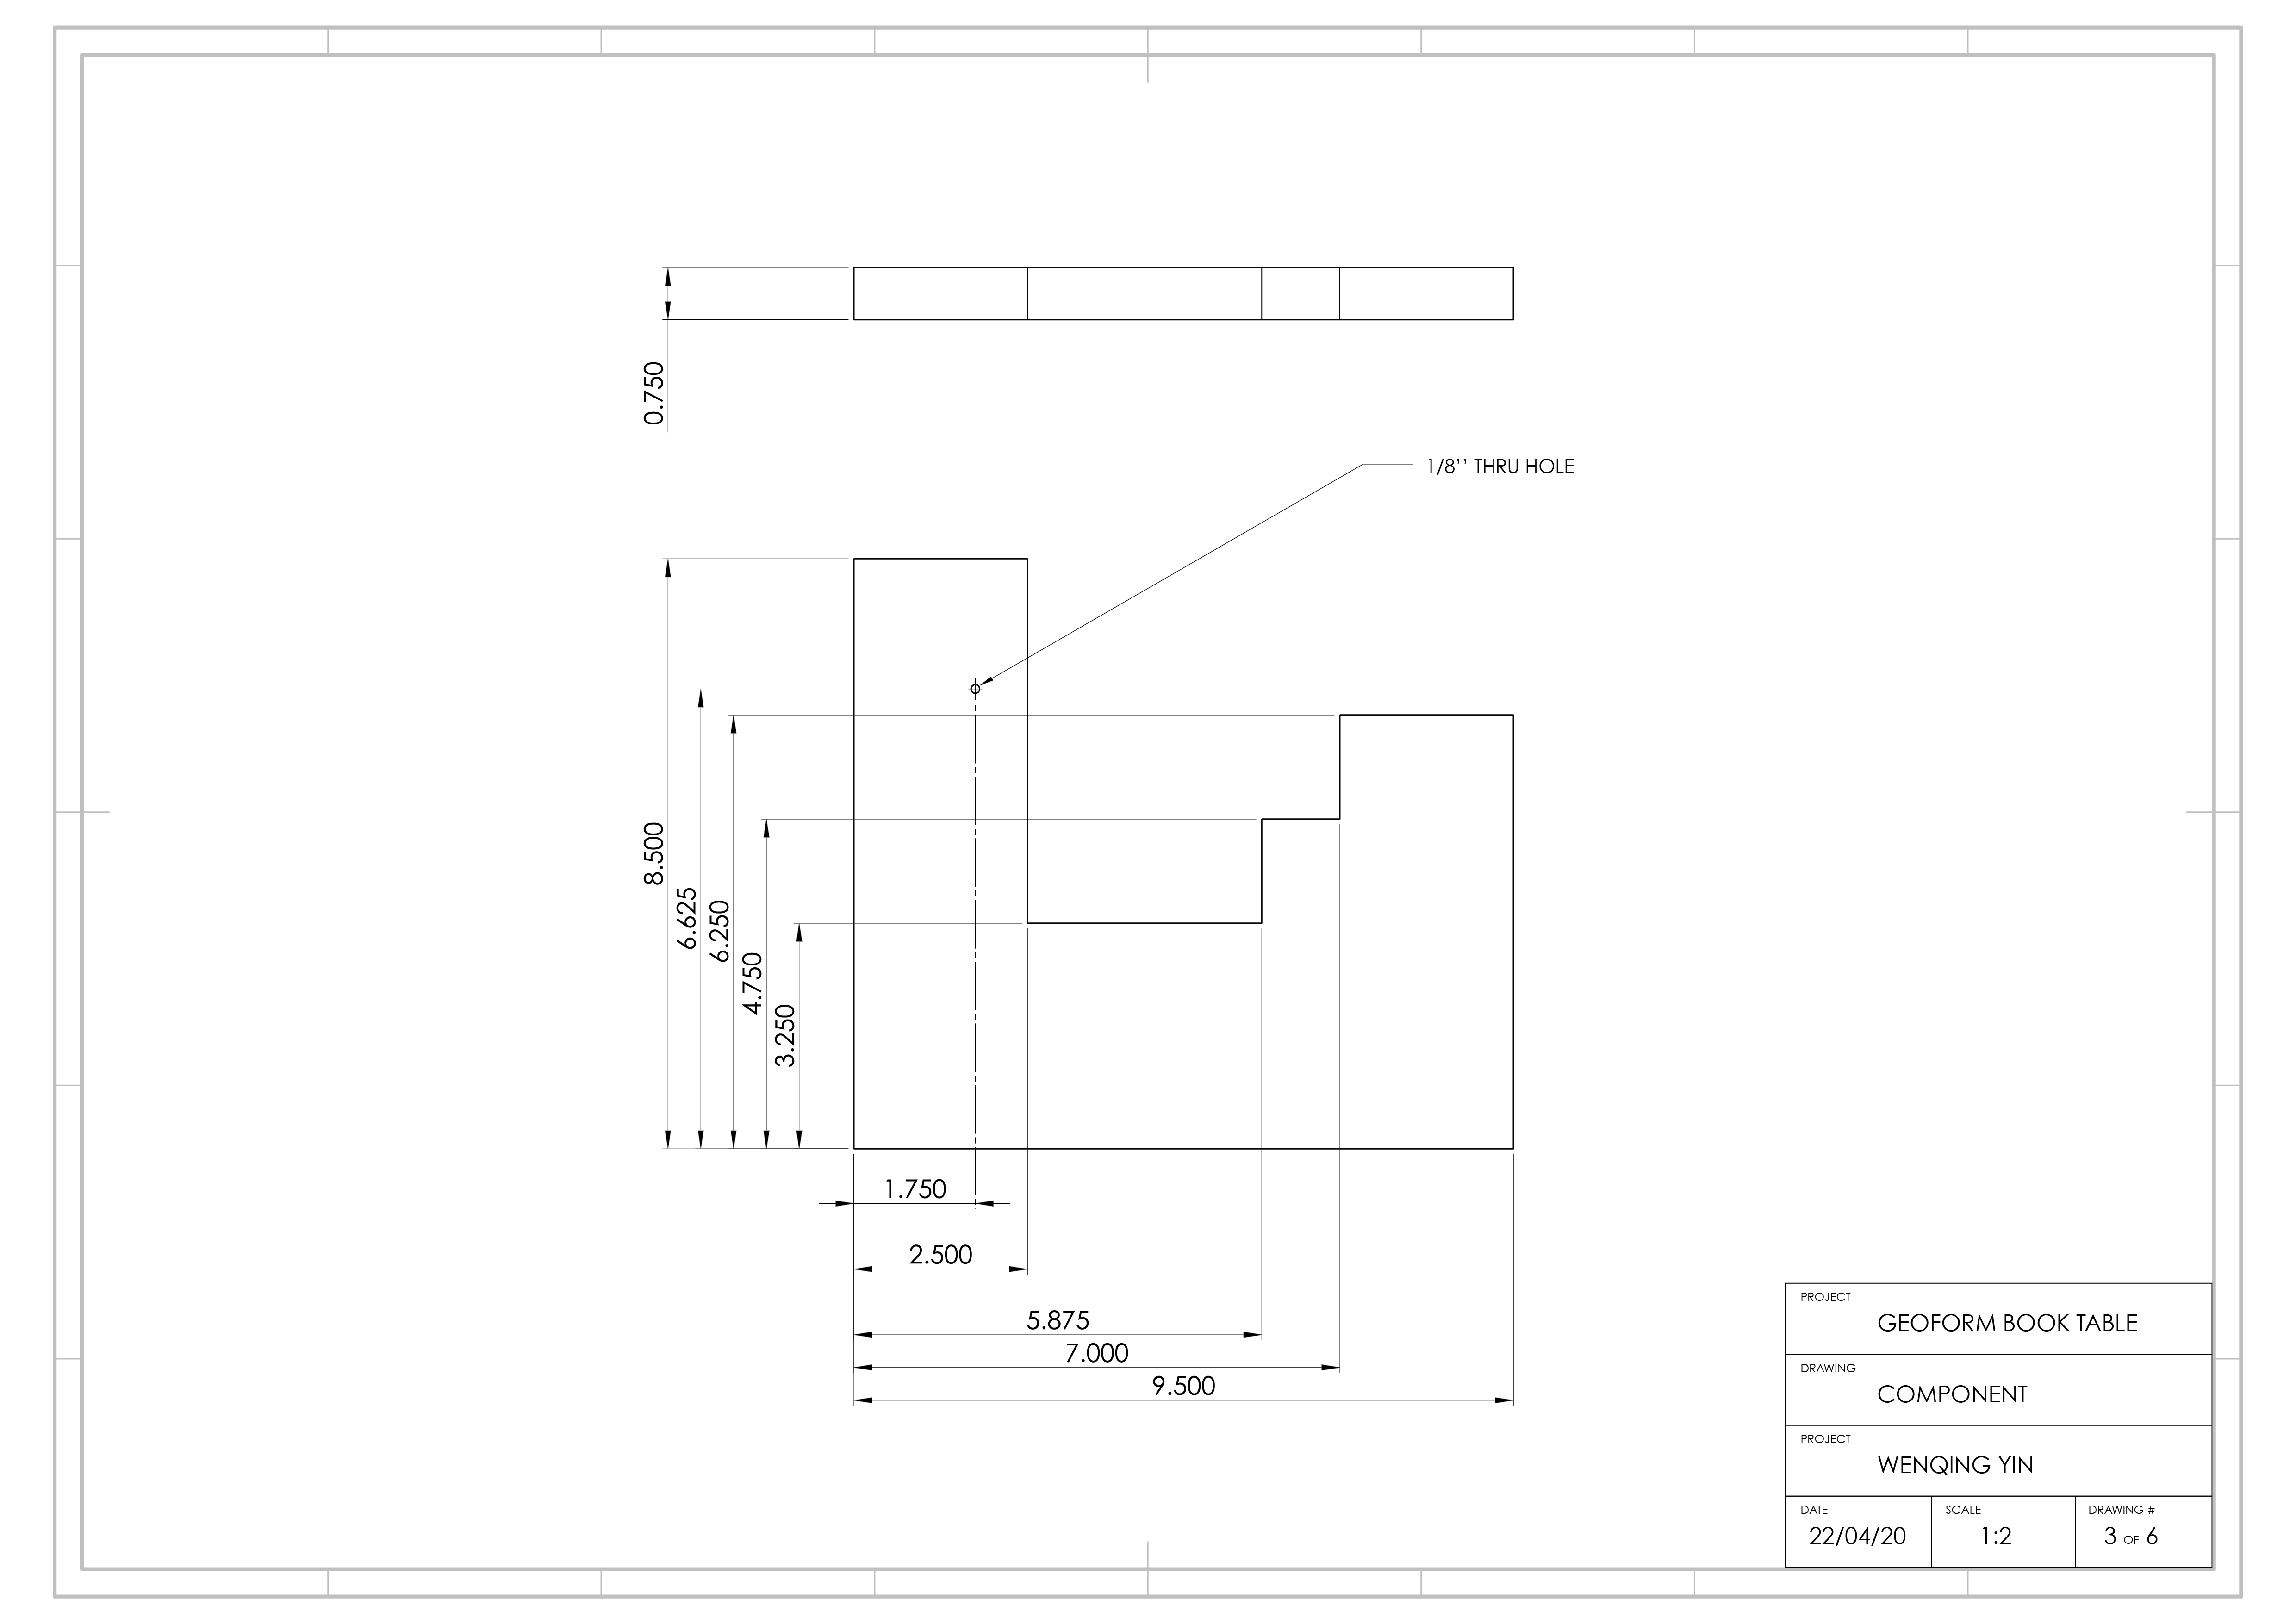 0.750
1/8'' THRU HOLE
8.500
6.625
6.250
4.750
3.250
1.750
2.500
5.875
7.000
9.500
PROJECT
GEOFORM BOOK TABLE
DRAWING
COMPONENT
PROJECT
WENQING YIN
DATE SCALE DRAWING #
22/04/20 1:2 3 OF 6